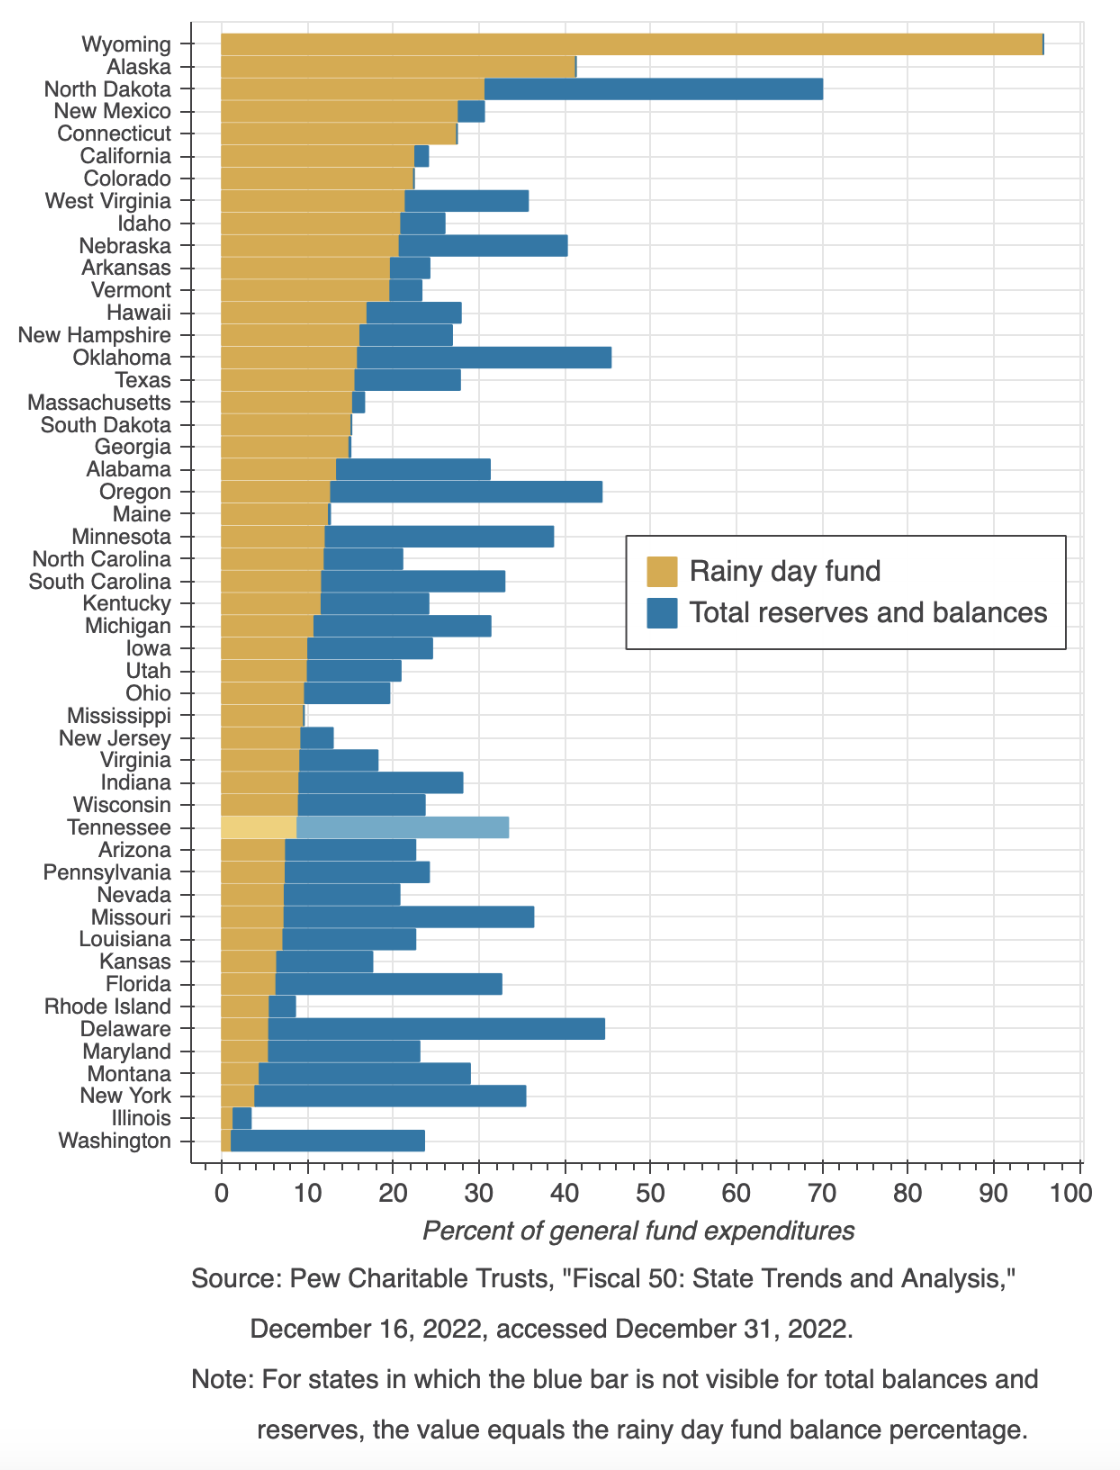 Wyoming
Alaska
North Dakota
New Mexico
Connecticut
California
Colorado
West Virginia
Idaho
Nebraska
Arkansas
Vermont
Hawaii
New Hampshire
Oklahoma
Texas
Massachusetts
South Dakota
Georgia
Alabama
Oregon
Maine
Minnesota
North Carolina
South Carolina
Kentucky
Michigan
Iowa
Utah
Ohio
Mississippi
New Jersey
Virginia
Indiana
Wisconsin
Tennessee
Arizona
Pennsylvania
Nevada
Missouri
Louisiana
Kansas
Florida
Rhode Island
Delaware
Maryland
Montana
New York
Illinois
Washington
Rainy day fund
Total reserves and balances
0 10 20 30 40 50 60 70 80 90 100
Percent of general fund expenditures
Source: Pew Charitable Trusts, "Fiscal 50: State Trends and Analysis,"
December 16, 2022, accessed December 31, 2022.
Note: For states in which the blue bar is not visible for total balances and
reserves, the value equals the rainy day fund balance percentage.